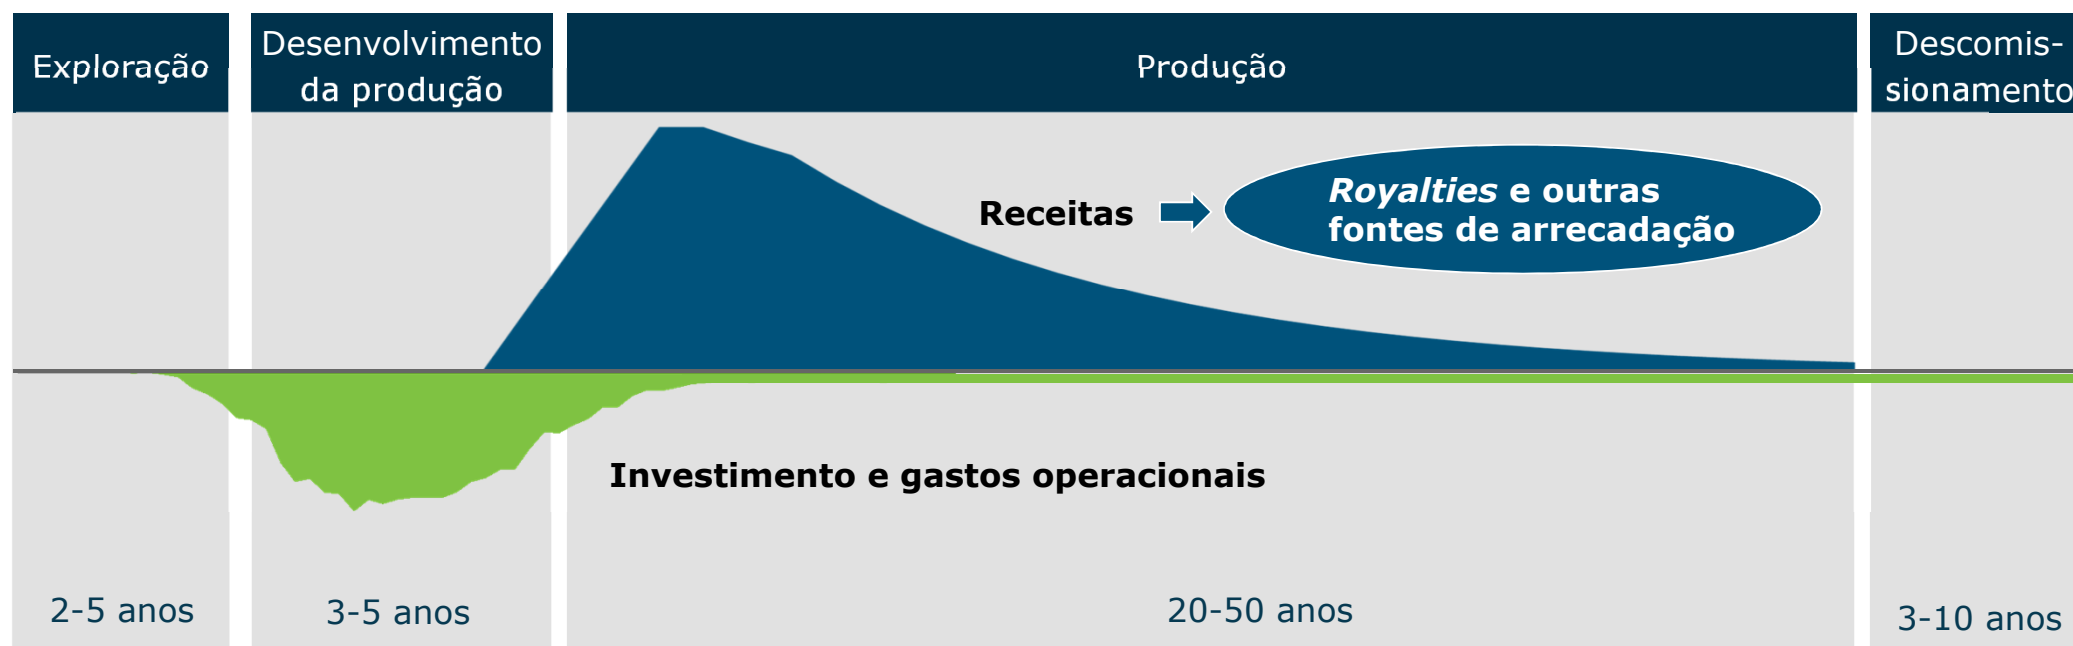 Exploração
Desenvolvimento
da produção
Produção
Descomis-
sionamento
Receitas
Royalties e outras
fontes de arrecadação
Investimento e gastos operacionais
2-5 anos
3-5 anos
20-50 anos
3-10 anos